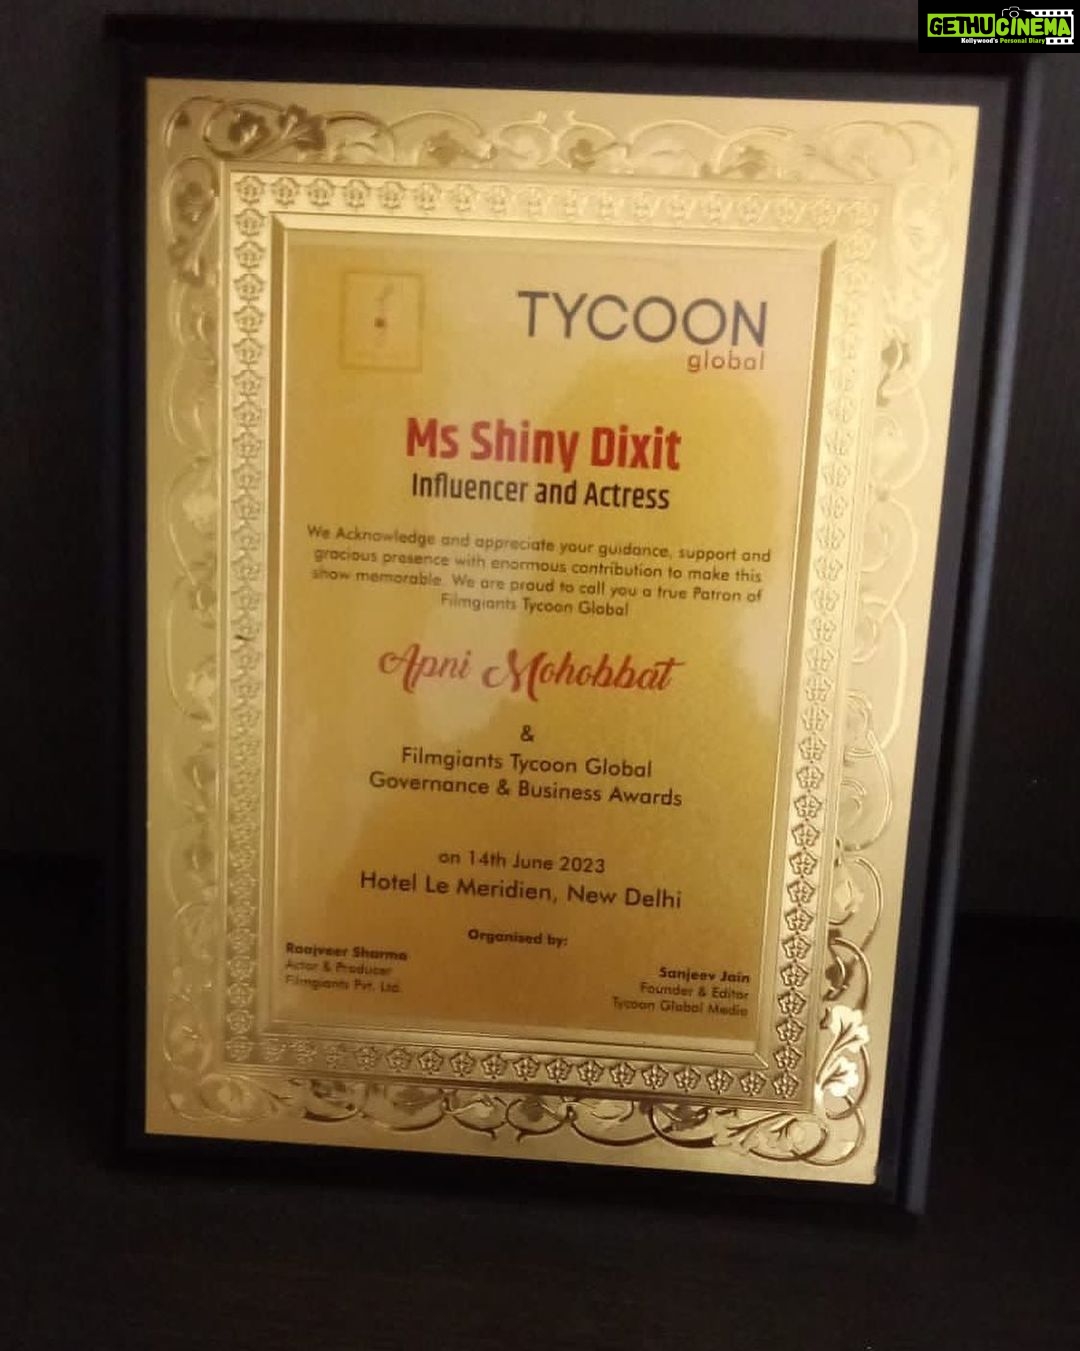 GETHUCINEMA
Kollywood's Personal Diary
TYCOON
global
Ms Shiny Dixit
Influencer and Actress
We Acknowledge and appreciate your guidance, support and
gracious presence with enormous contribution to make this
show memorable. We are proud to call you a true Patron of
Filmgiants Tycoon Global
Apni Mohobbat
&
Filmgiants Tycoon Global
Governance & Business Awards
on 14th June 2023
Hotel Le Meridien, New Delhi
Organised by:
Raajveer Sharma
Actor & Producer
Filmgiants Pvt. Ltd.
Sanjeev Jain
Founder & Editor
Tycoon Global Media